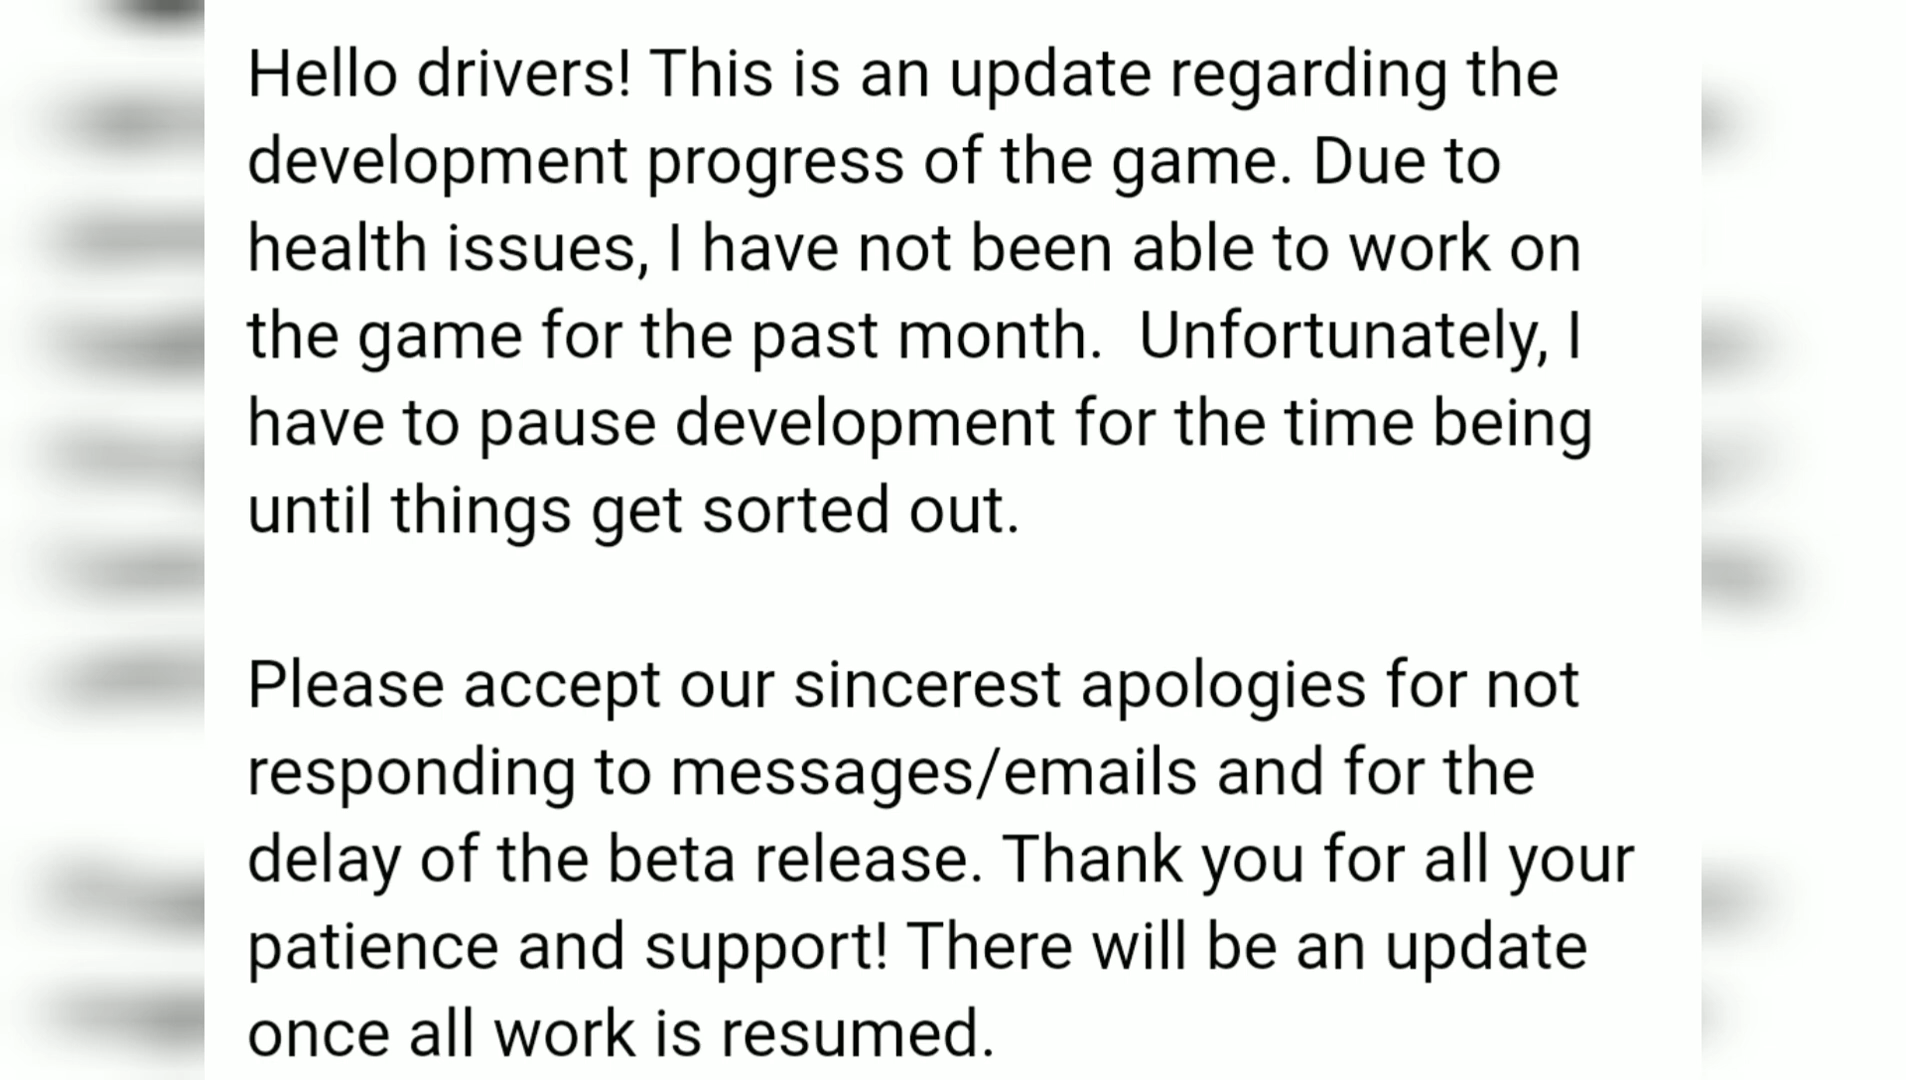 Hello drivers! This is an update regarding the
development progress of the game. Due to
health issues, I have not been able to work on
the game for the past month.  Unfortunately, I
have to pause development for the time being
until things get sorted out.
Please accept our sincerest apologies for not
responding to messages/emails and for the
delay of the beta release. Thank you for all your
patience and support! There will be an update
once all work is resumed.